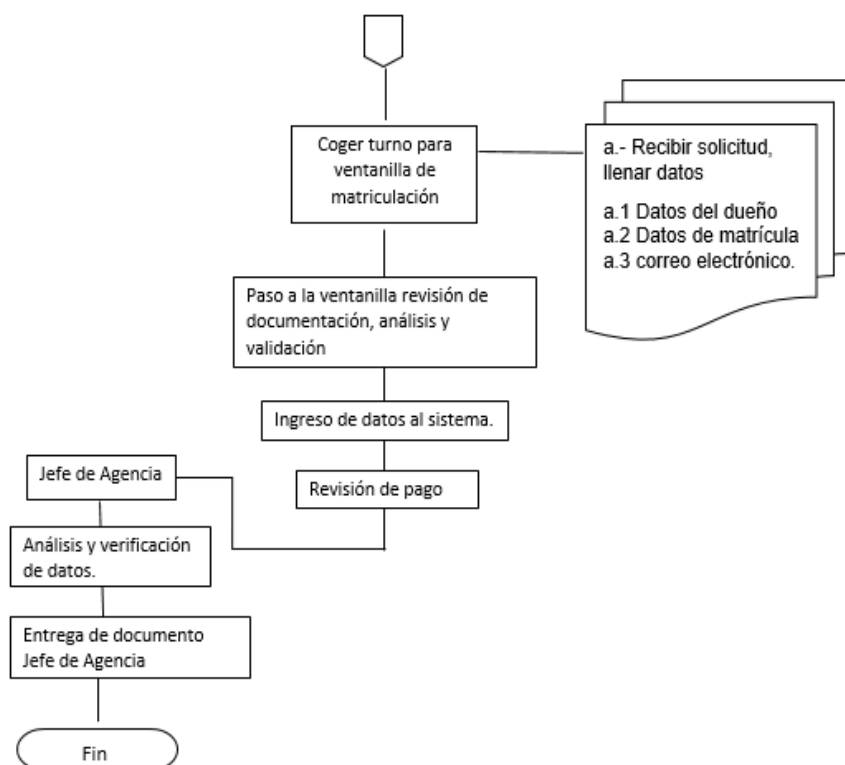 Coger turno para
ventanilla de
matriculación
a.- Recibir solicitud,
llenar datos
a.1 Datos del dueño
a.2 Datos de matrícula
a.3 correo electrónico.
Paso a la ventanilla revisión de
documentación, análisis y
validación
Ingreso de datos al sistema.
Revisión de pago
Jefe de Agencia
Análisis y verificación
de datos.
Entrega de documento
Jefe de Agencia
Fin